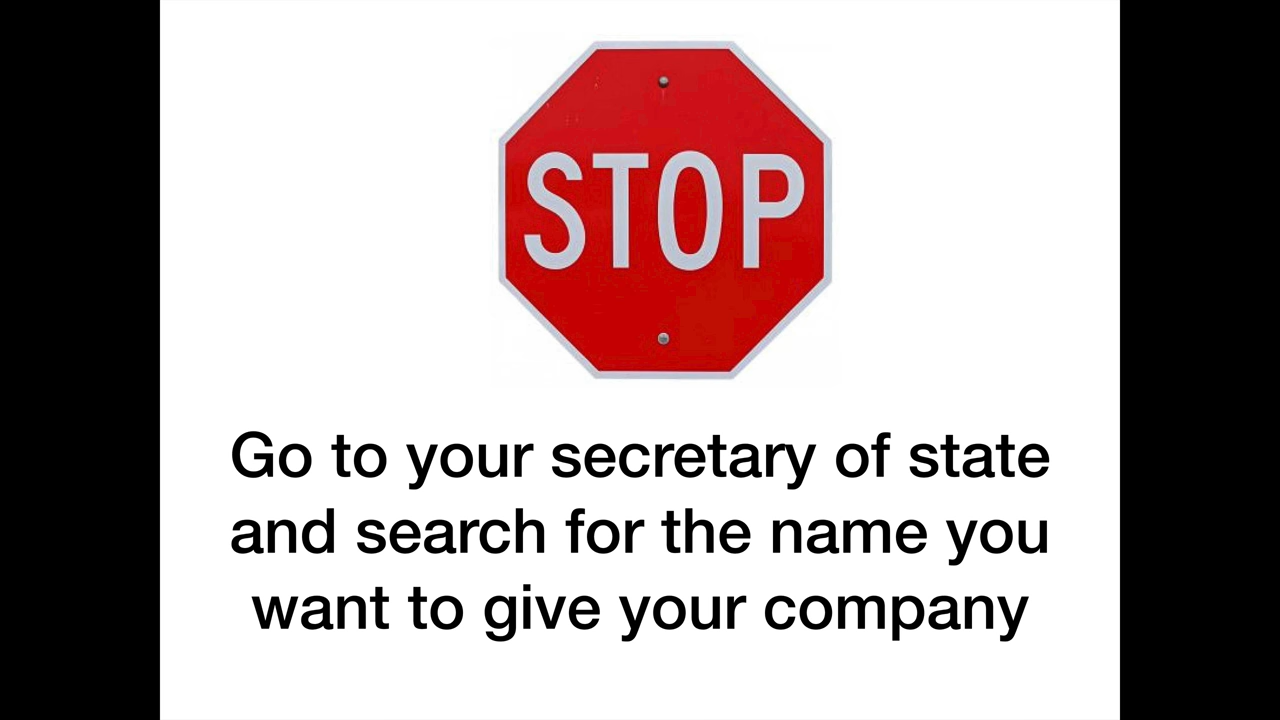 STOP
Go to your secretary of state
and search for the name you
want to give your company